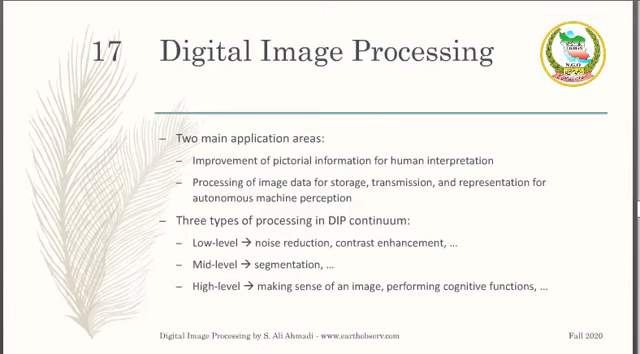 17 Digital Image Processing
– Two main application areas:
– Improvement of pictorial information for human interpretation
– Processing of image data for storage, transmission, and representation for
autonomous machine perception
– Three types of processing in DIP continuum:
– Low-level → noise reduction, contrast enhancement, …
– Mid-level → segmentation, …
– High-level → making sense of an image, performing cognitive functions, …
Digital Image Processing by S. Ali Ahmadi - www.earthobserv.com Fall 2020